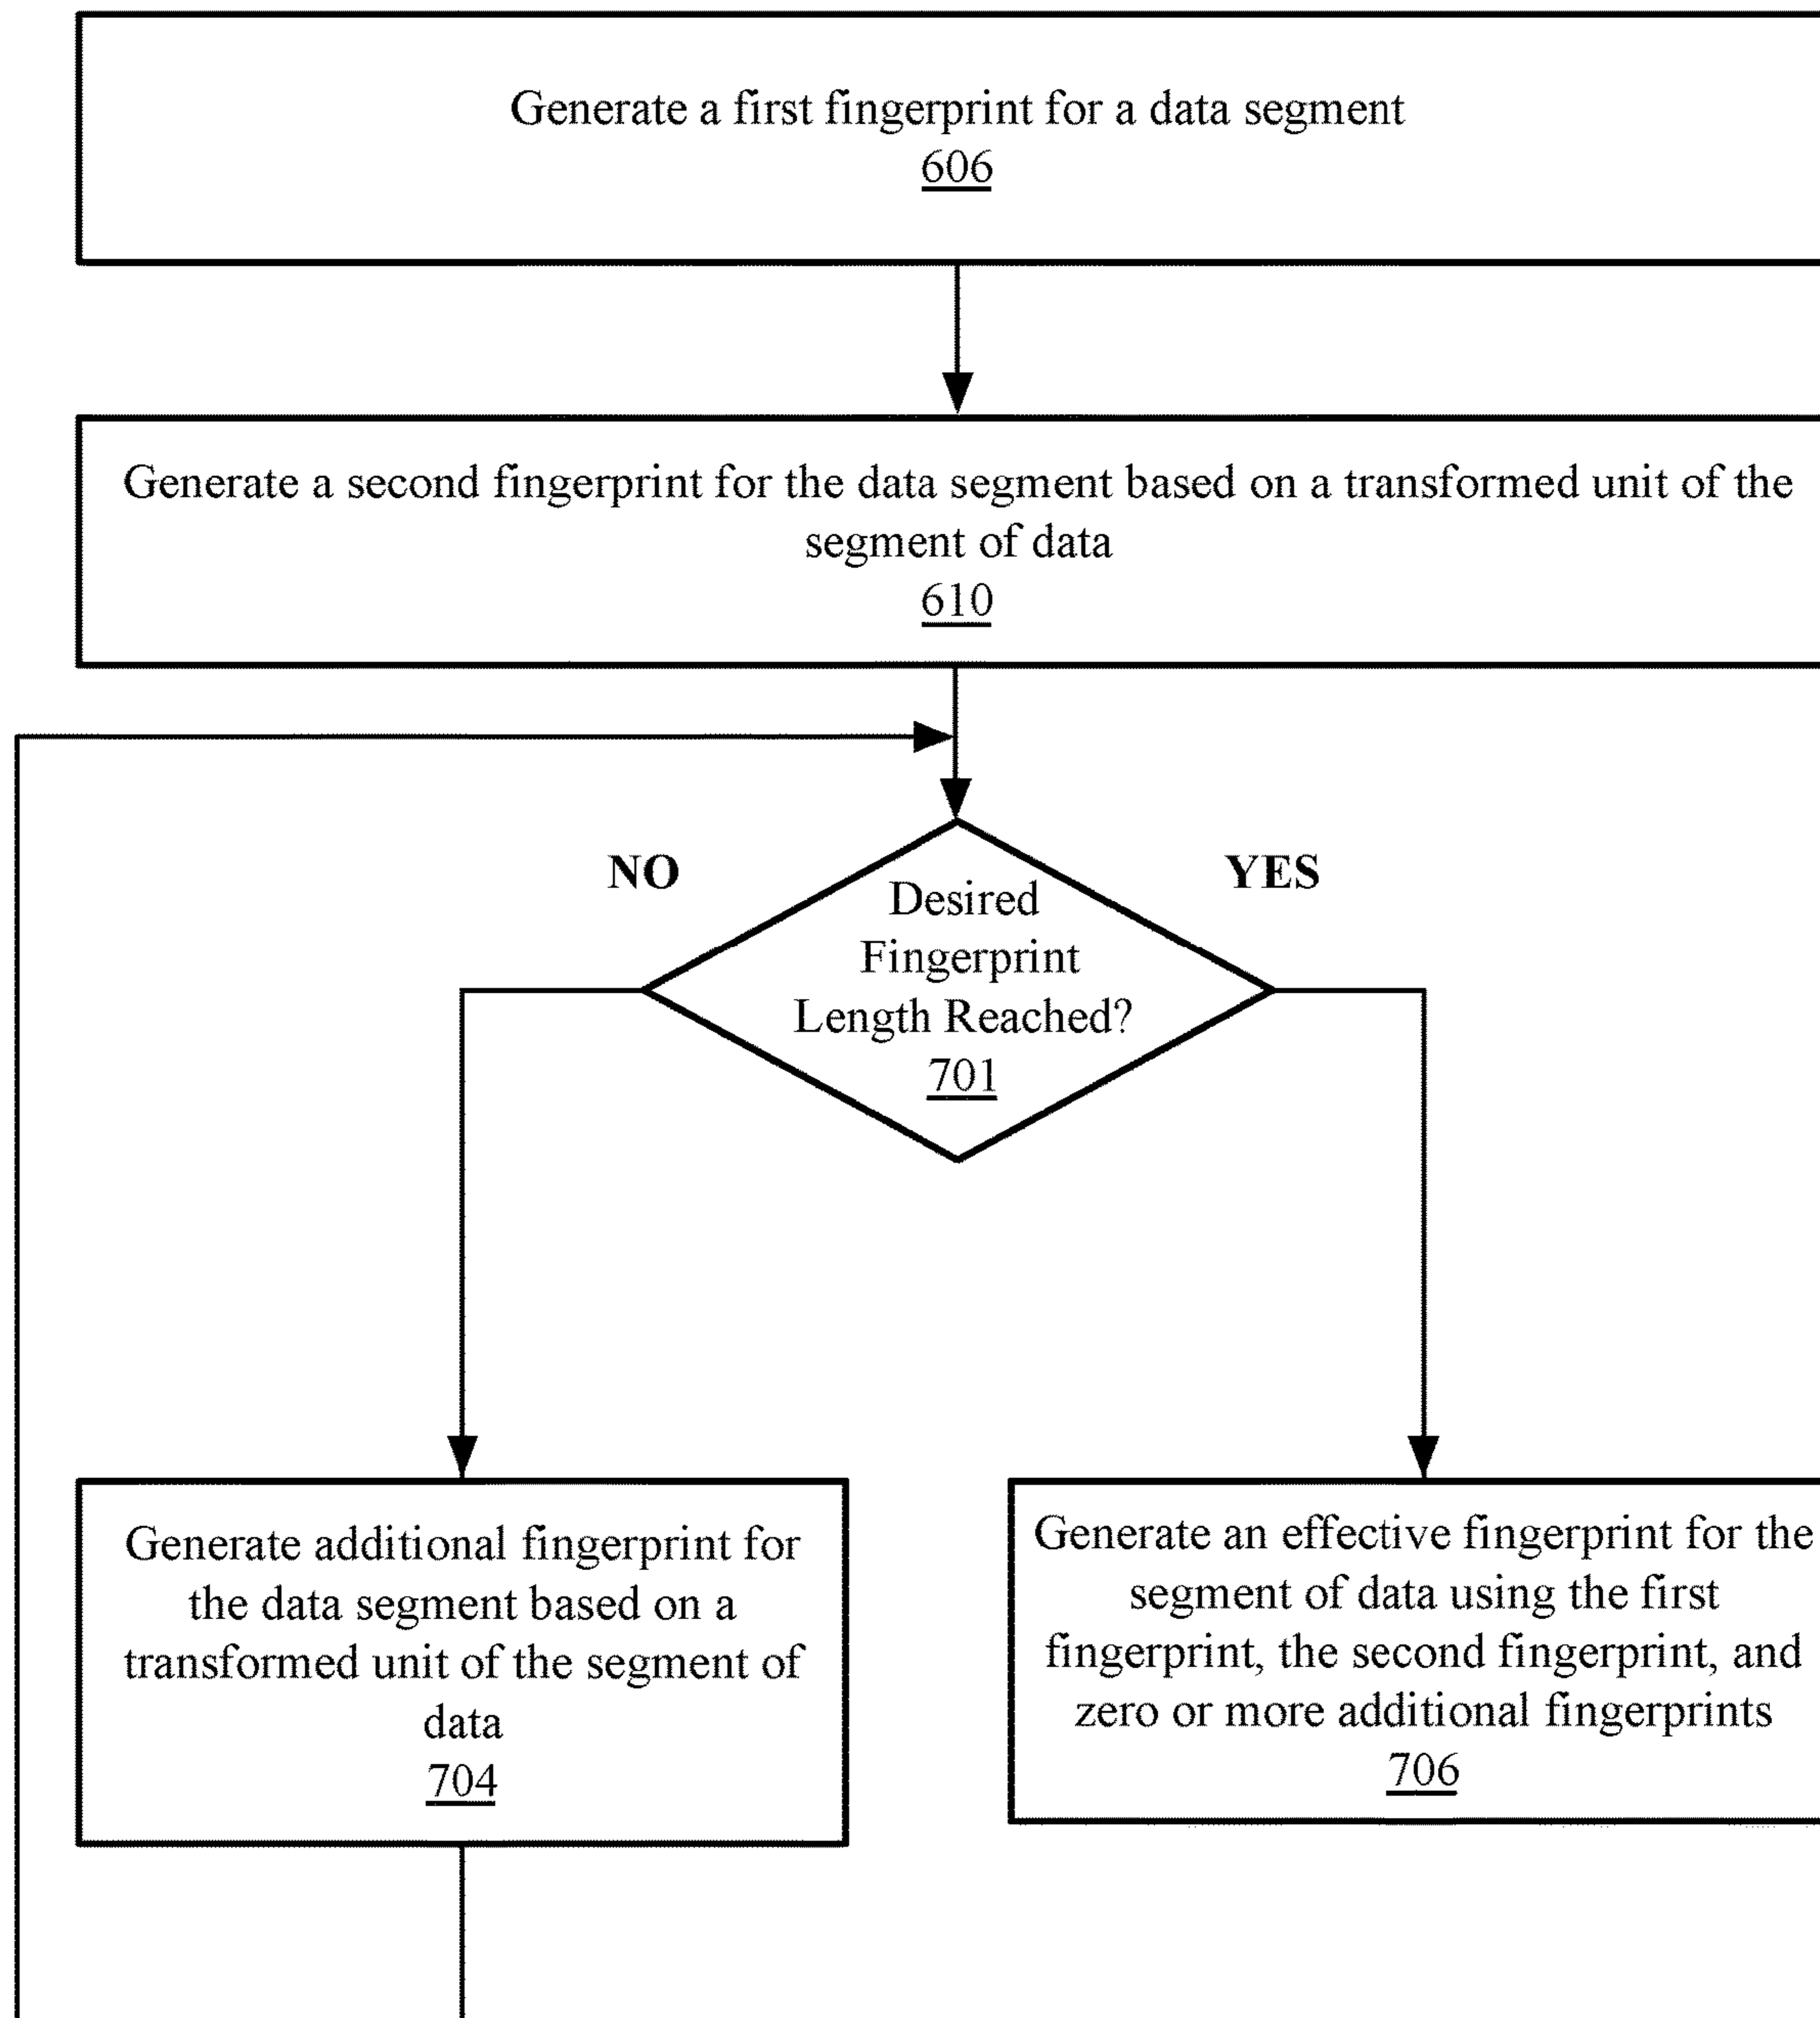 Generate a first fingerprint for a data segment
606
Generate a second fingerprint for the data segment based on a transformed unit of the
segment of data
610
NO
YES
Desired
Fingerprint
Length Reached?
701
Generate additional fingerprint for
the data segment based on a
transformed unit of the segment of
data
704
Generate an effective fingerprint for the
segment of data using the first
fingerprint, the second fingerprint, and
zero or more additional fingerprints
706